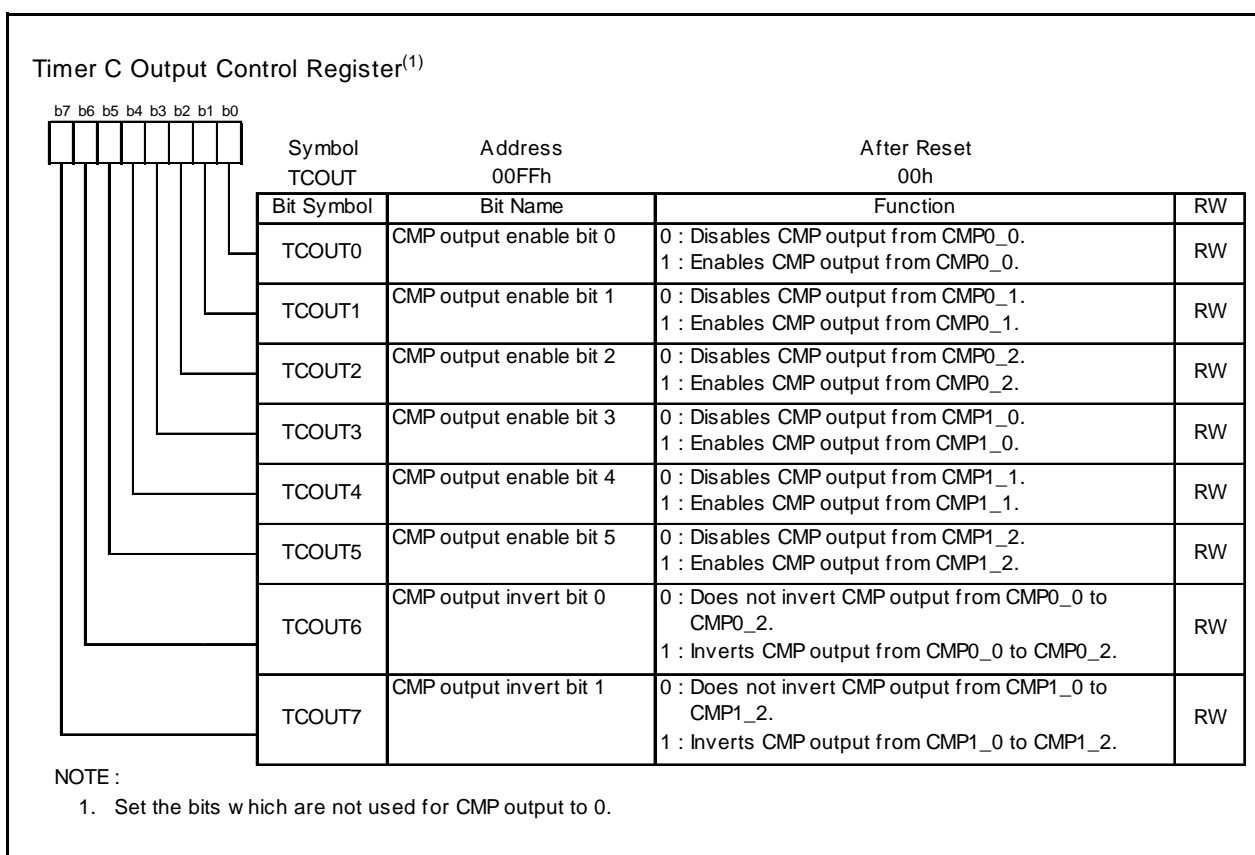 Timer C Output Control Register(1)
b7 b6 b5 b4 b3 b2 b1 b0
Symbol Address After Reset
TCOUT 00FFh 00h
Bit Symbol Bit Name Function RW
TCOUT0 CMP output enable bit 0 0 : Disables CMP output from CMP0_0. RW
1 : Enables CMP output from CMP0_0.
TCOUT1 CMP output enable bit 1 0 : Disables CMP output from CMP0_1. RW
1 : Enables CMP output from CMP0_1.
TCOUT2 CMP output enable bit 2 0 : Disables CMP output from CMP0_2. RW
1 : Enables CMP output from CMP0_2.
TCOUT3 CMP output enable bit 3 0 : Disables CMP output from CMP1_0. RW
1 : Enables CMP output from CMP1_0.
TCOUT4 CMP output enable bit 4 0 : Disables CMP output from CMP1_1. RW
1 : Enables CMP output from CMP1_1.
TCOUT5 CMP output enable bit 5 0 : Disables CMP output from CMP1_2. RW
1 : Enables CMP output from CMP1_2.
TCOUT6 CMP output invert bit 0 0 : Does not invert CMP output from CMP0_0 to RW
CMP0_2.
1 : Inverts CMP output from CMP0_0 to CMP0_2.
TCOUT7 CMP output invert bit 1 0 : Does not invert CMP output from CMP1_0 to RW
CMP1_2.
1 : Inverts CMP output from CMP1_0 to CMP1_2.
NOTE :
1. Set the bits which are not used for CMP output to 0.